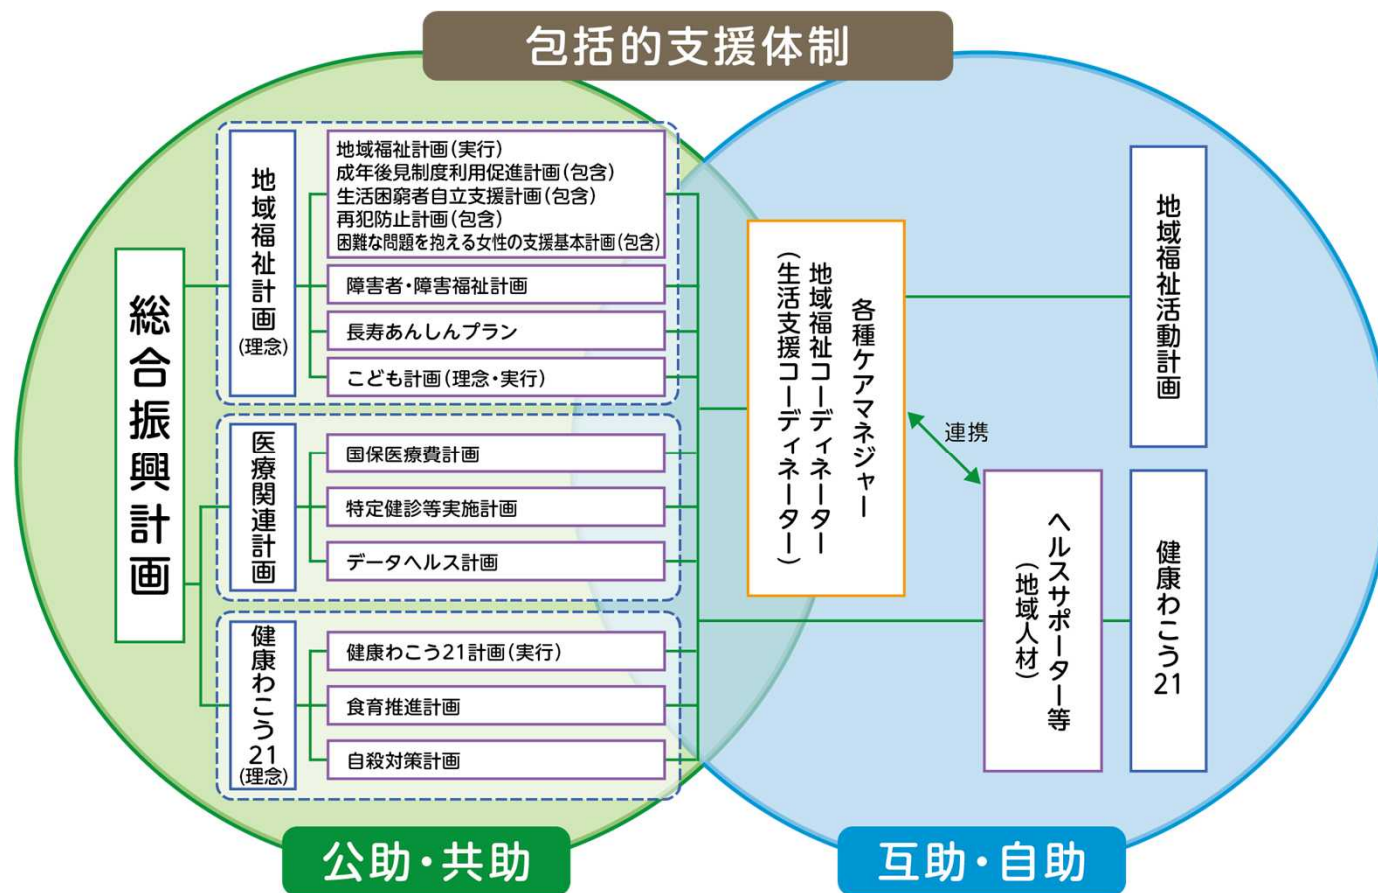 包括的支援体制
総合振興計画
地域福祉計画
(理念)
地域福祉計画(実行)
成年後見制度利用促進計画(包含)
生活困窮者自立支援計画(包含)
再犯防止計画(包含)
困難な問題を抱える女性の支援基本計画(包含)
障害者・障害福祉計画
長寿あんしんプラン
こども計画(理念・実行)
医療関連計画
国保医療費計画
特定健診等実施計画
データヘルス計画
健康わこう21
(理念)
健康わこう21計画(実行)
食育推進計画
自殺対策計画
各種ケアマネジャー
地域福祉コーディネーター
(生活支援コーディネーター)
連携
ヘルスサポーター等
(地域人材)
地域福祉活動計画
健康わこう21
公助・共助
互助・自助